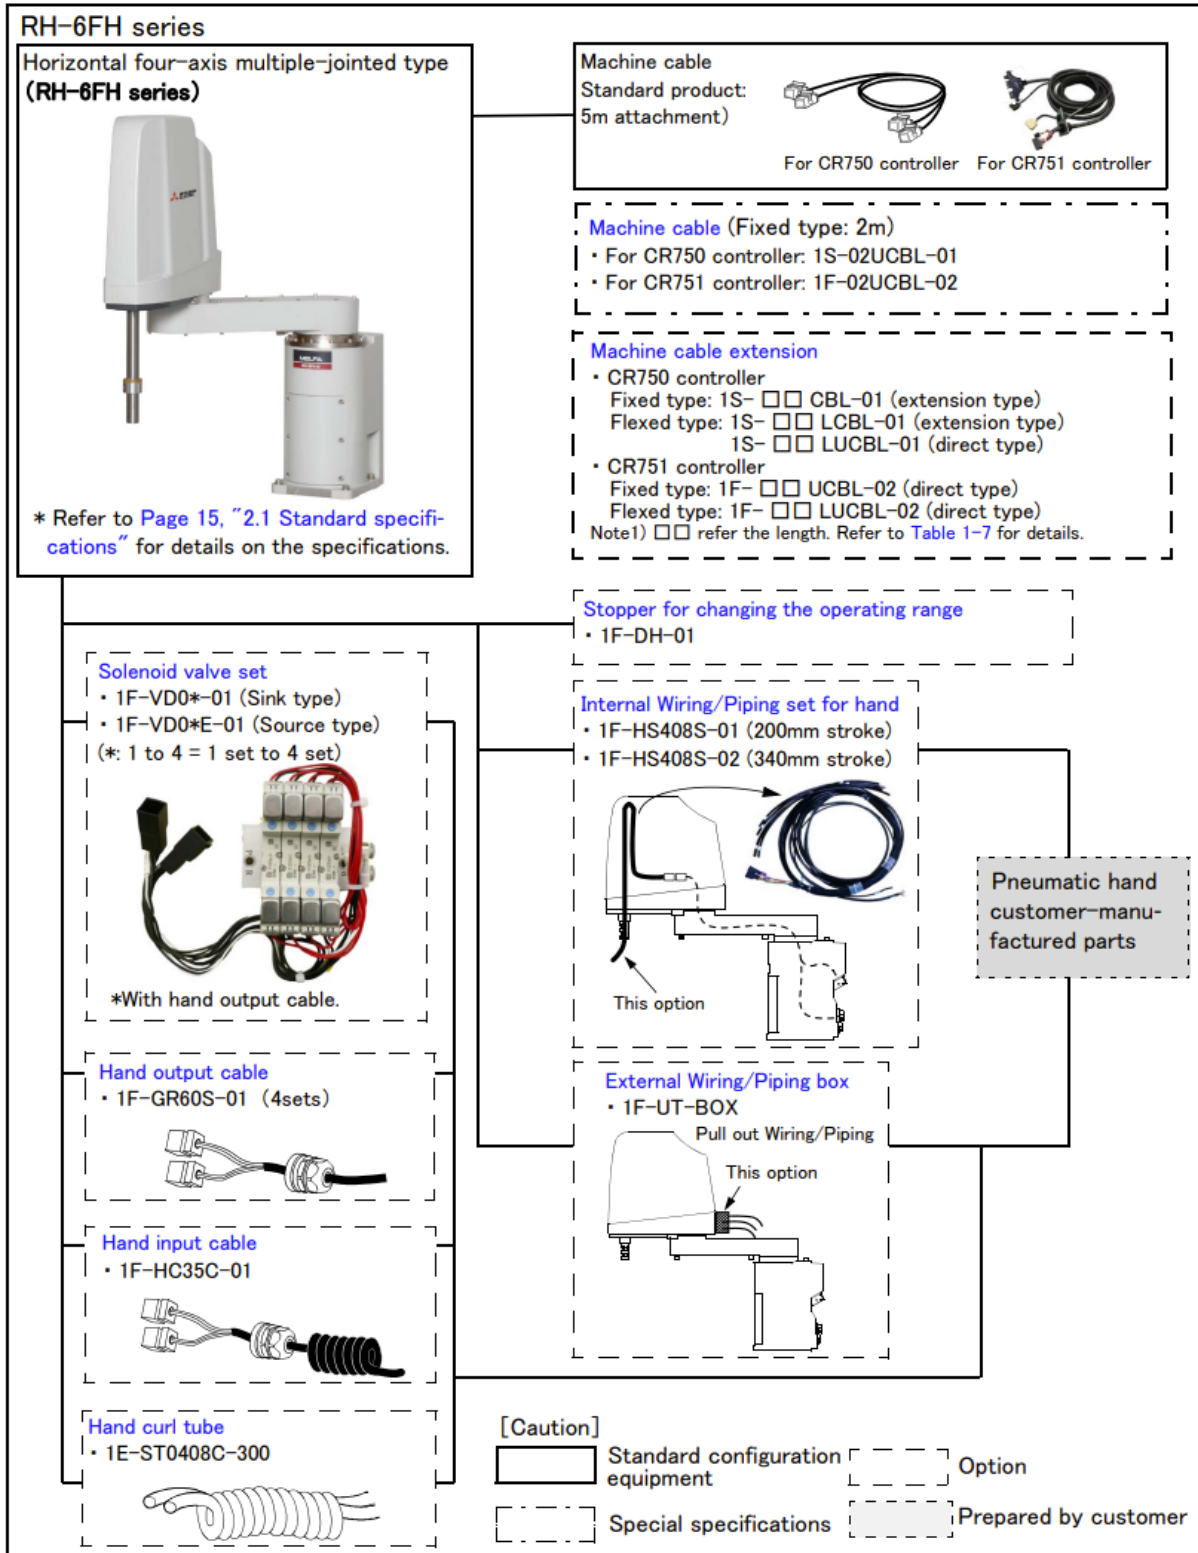 RH-6FH series
Horizontal four-axis multiple-jointed type
(RH-6FH series)
MELFA
* Refer to Page 15, "2.1 Standard specifi-
cations" for details on the specifications.
Machine cable
Standard product:
5m attachment)
For CR750 controller
For CR751 controller
Machine cable (Fixed type: 2m)
・ For CR750 controller: 1S-02UCBL-01
・ For CR751 controller: 1F-02UCBL-02
Machine cable extension
・ CR750 controller
Fixed type: 1S- □□ CBL-01 (extension type)
Flexed type: 1S- □□ LCBL-01 (extension type)
1S- □□ LUCBL-01 (direct type)
・ CR751 controller
Fixed type: 1F- □□ UCBL-02 (direct type)
Flexed type: 1F- □□ LUCBL-02 (direct type)
Note1) □□ refer the length. Refer to Table 1-7 for details.
Stopper for changing the operating range
・ 1F-DH-01
Solenoid valve set
・ 1F-VD0*-01 (Sink type)
・ 1F-VD0*E-01 (Source type)
(*: 1 to 4 = 1 set to 4 set)
*With hand output cable.
Internal Wiring/Piping set for hand
・ 1F-HS408S-01 (200mm stroke)
・ 1F-HS408S-02 (340mm stroke)
This option
Pneumatic hand
customer-manu-
factured parts
Hand output cable
・ 1F-GR60S-01 (4sets)
External Wiring/Piping box
・ 1F-UT-BOX
Pull out Wiring/Piping
This option
Hand input cable
・ 1F-HC35C-01
Hand curl tube
・ 1E-ST0408C-300
[Caution]
Standard configuration
equipment
Option
Special specifications
Prepared by customer